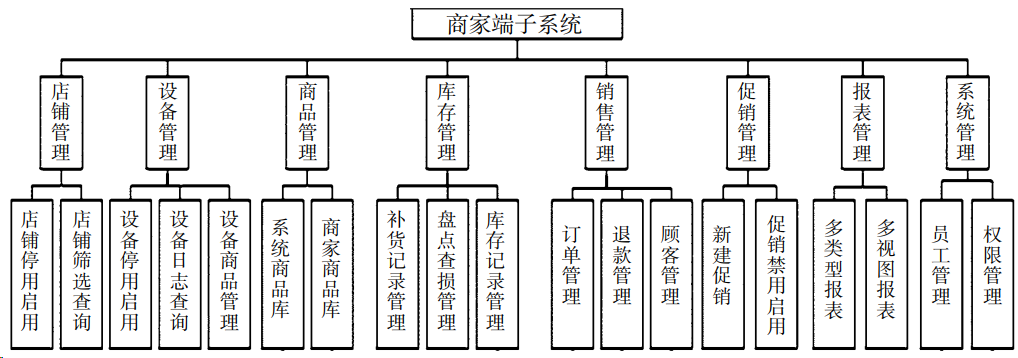 商家端子系统
店铺管理
设备管理
商品管理
库存管理
销售管理
促销管理
报表管理
系统管理
店铺停用启用
店铺筛选查询
设备停用启用
设备日志查询
设备商品管理
系统商品库
商家商品库
补货记录管理
盘点查损管理
库存记录管理
订单管理
退款管理
顾客管理
新建促销
促销禁用启用
多类型报表
多视图报表
员工管理
权限管理